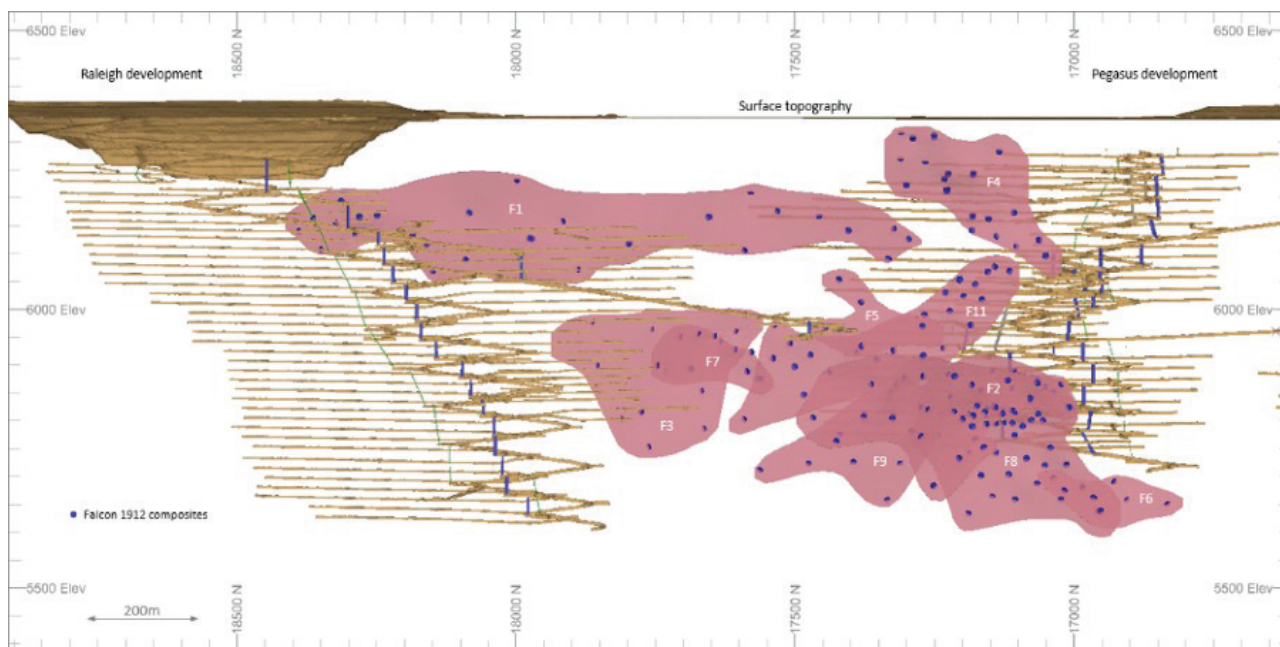 6500 Elev
18500 N
18000 N
17500 N
17000 N
6500 Elev
Raleigh development
Pegasus development
Surface topography
F4
F1
6000 Elev
F5
F11
6000 Elev
F7
F2
F3
F9
F8
F6
Falcon 1912 composites
5500 Elev
5500 Elev
200m
18500 N
18000 N
17500 N
17000 N